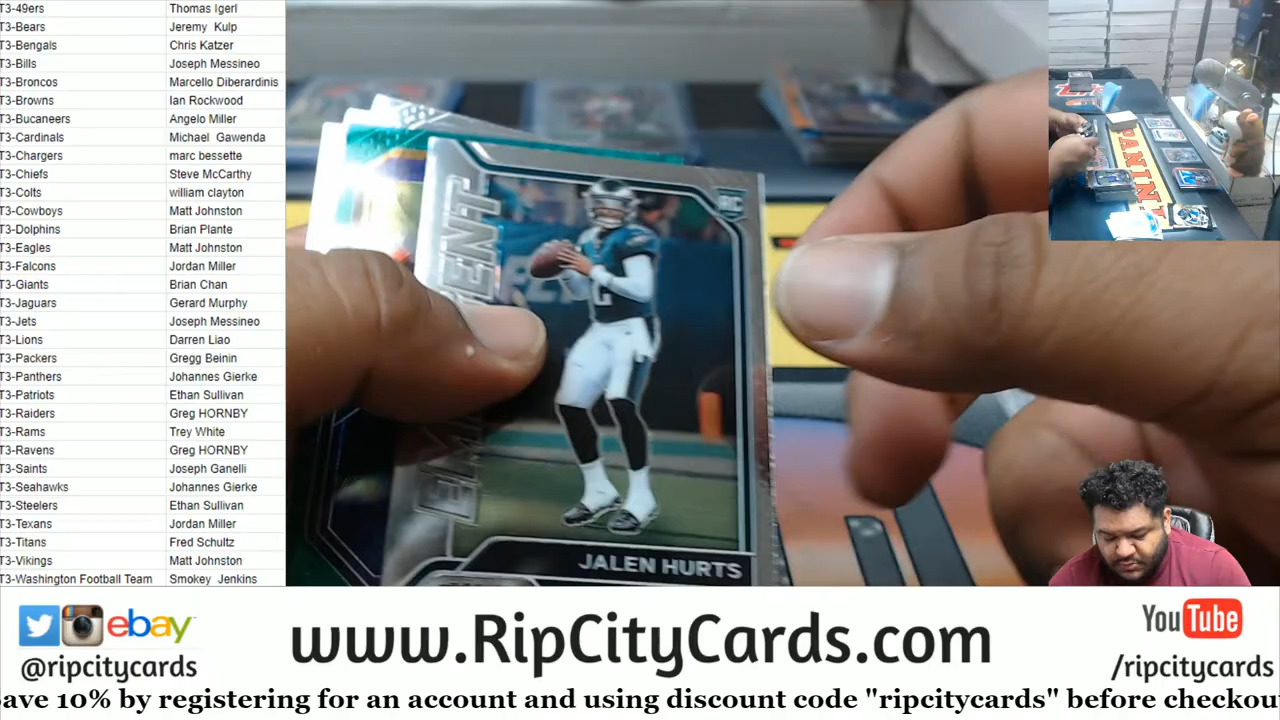 T3-49ers Thomas Igerl
T3-Bears Jeremy Kulp
T3-Bengals Chris Katzer
T3-Bills Joseph Messineo
T3-Broncos Marcello Diberardinis
T3-Browns Ian Rockwood
T3-Bucaneers Angelo Miller
T3-Cardinals Michael Gawenda
T3-Chargers marc bessette
T3-Chiefs Steve McCarthy
T3-Colts william clayton
T3-Cowboys Matt Johnston
T3-Dolphins Brian Plante
T3-Eagles Matt Johnston
T3-Falcons Jordan Miller
T3-Giants Brian Chan
T3-Jaguars Gerard Murphy
T3-Jets Joseph Messineo
T3-Lions Darren Liao
T3-Packers Gregg Beinin
T3-Panthers Johannes Gierke
T3-Patriots Ethan Sullivan
T3-Raiders Greg HORNBY
T3-Rams Trey White
T3-Ravens Greg HORNBY
T3-Saints Joseph Ganelli
T3-Seahawks Johannes Gierke
T3-Steelers Ethan Sullivan
T3-Texans Jordan Miller
T3-Titans Fred Schultz
T3-Vikings Matt Johnston
T3-Washington Football Team Smokey Jenkins
RC
JALEN HURTS
PANINI
ebay
@ripcitycards
www.RipCityCards.com
YouTube
/ripcitycards
ave 10% by registering for an account and using discount code "ripcitycards" before checkou